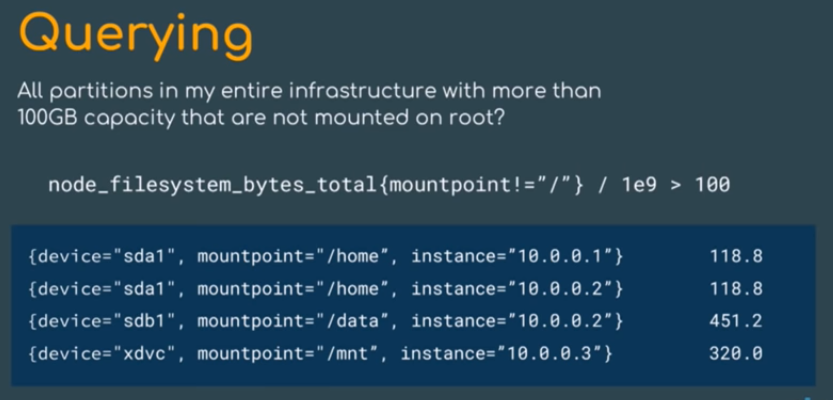 Querying
All partitions in my entire infrastructure with more than
100GB capacity that are not mounted on root?
node_filesystem_bytes_total{mountpoint!="/"} / 1e9 > 100
{device="sda1", mountpoint="/home", instance="10.0.0.1"} 118.8
{device="sda1", mountpoint="/home", instance="10.0.0.2"} 118.8
{device="sdb1", mountpoint="/data", instance="10.0.0.2"} 451.2
{device="xdvc", mountpoint="/mnt", instance="10.0.0.3"} 320.0